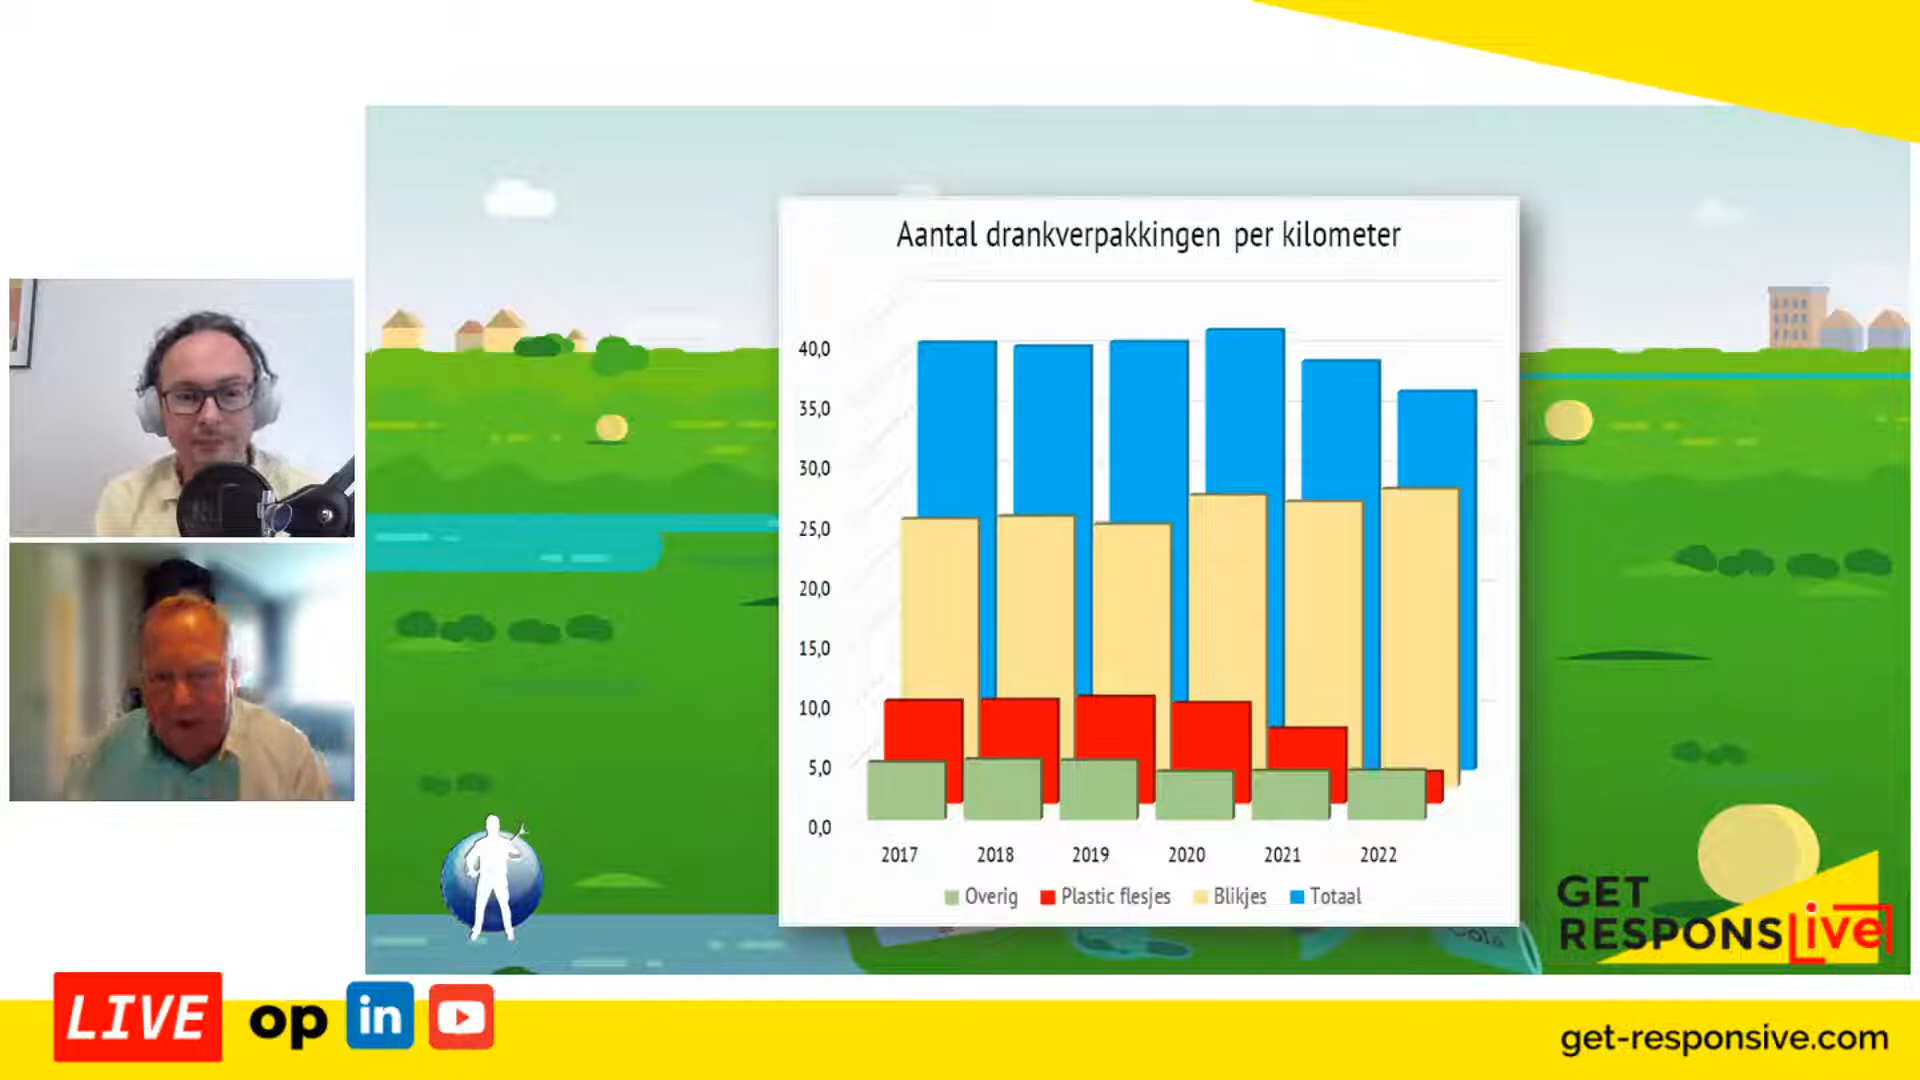 Aantal drankverpakkingen per kilometer
40,0
35,0
30,0
25,0
20,0
15,0
10,0
5,0
0,0
2017 2018 2019 2020 2021 2022
Overig Plastic flesjes Blikjes Totaal
Cola
GET
RESPONSLive
LIVE op in
get-responsive.com